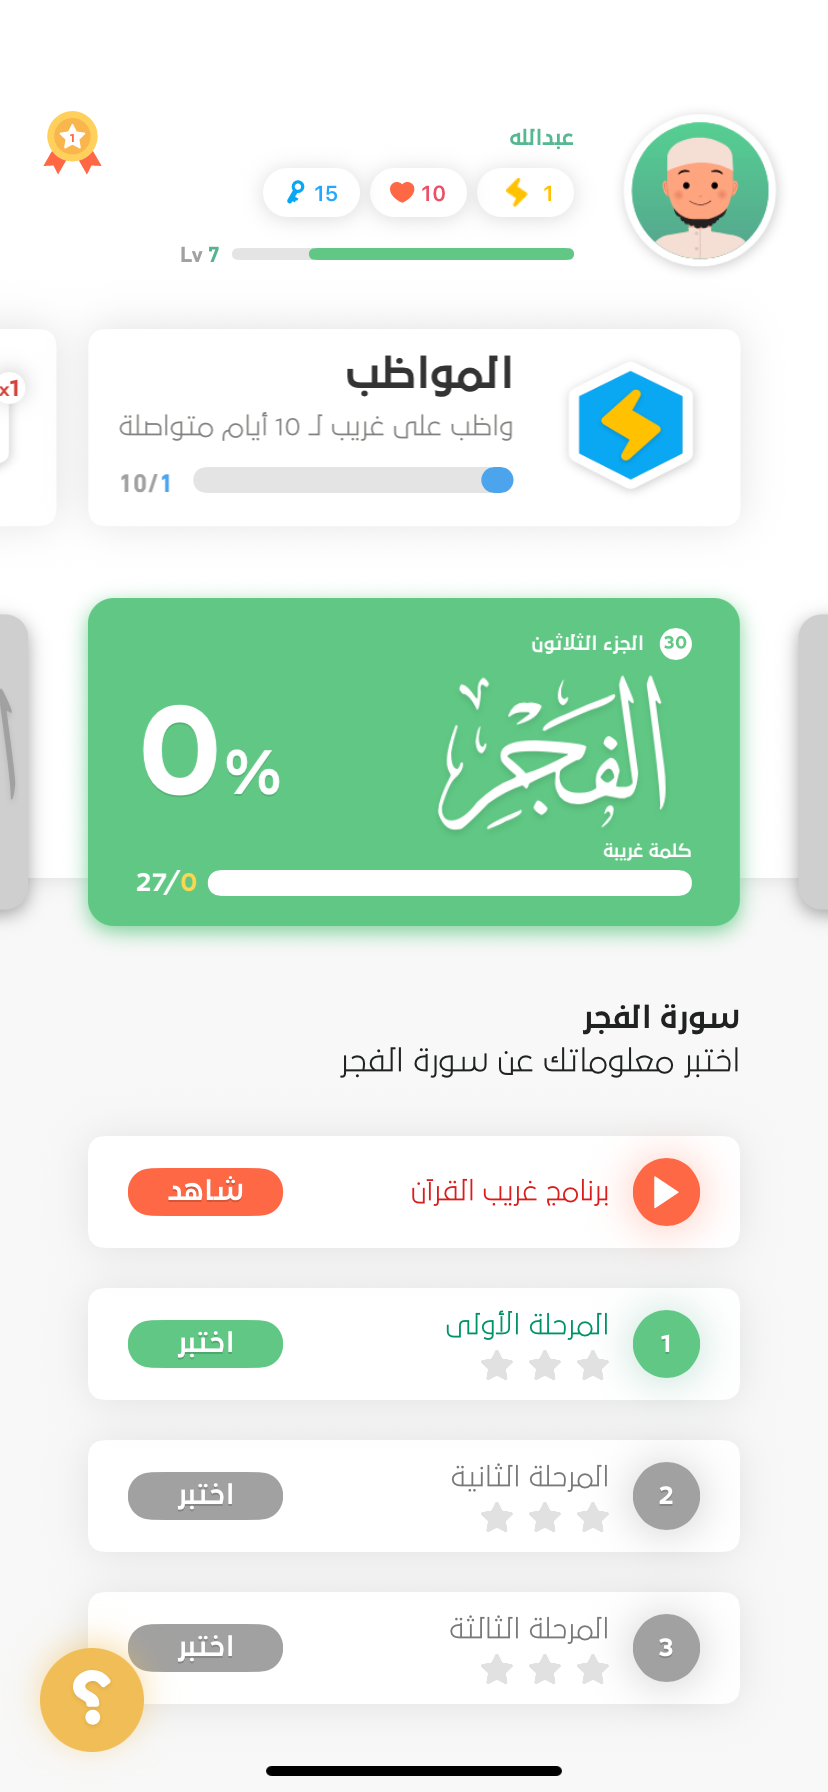 عبدالله
1
1
10
15
Lv 7
x1
المواظب
واظب على غريب لـ 10 أيام متواصلة
10/1
30 الجزء الثلاثون
الفجر
0%
كلمة غريبة
27/0
سورة الفجر
اختبر معلوماتك عن سورة الفجر
برنامج غريب القرآن
شاهد
1
المرحلة الأولى
اختبر
2
المرحلة الثانية
اختبر
3
المرحلة الثالثة
اختبر
؟